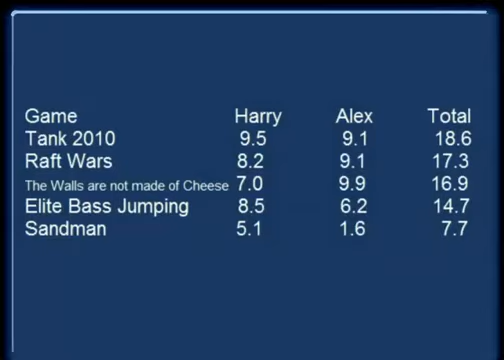 Game Harry Alex Total
Tank 2010 9.5 9.1 18.6
Raft Wars 8.2 9.1 17.3
The Walls are not made of Cheese 7.0 9.9 16.9
Elite Bass Jumping 8.5 6.2 14.7
Sandman 5.1 1.6 7.7